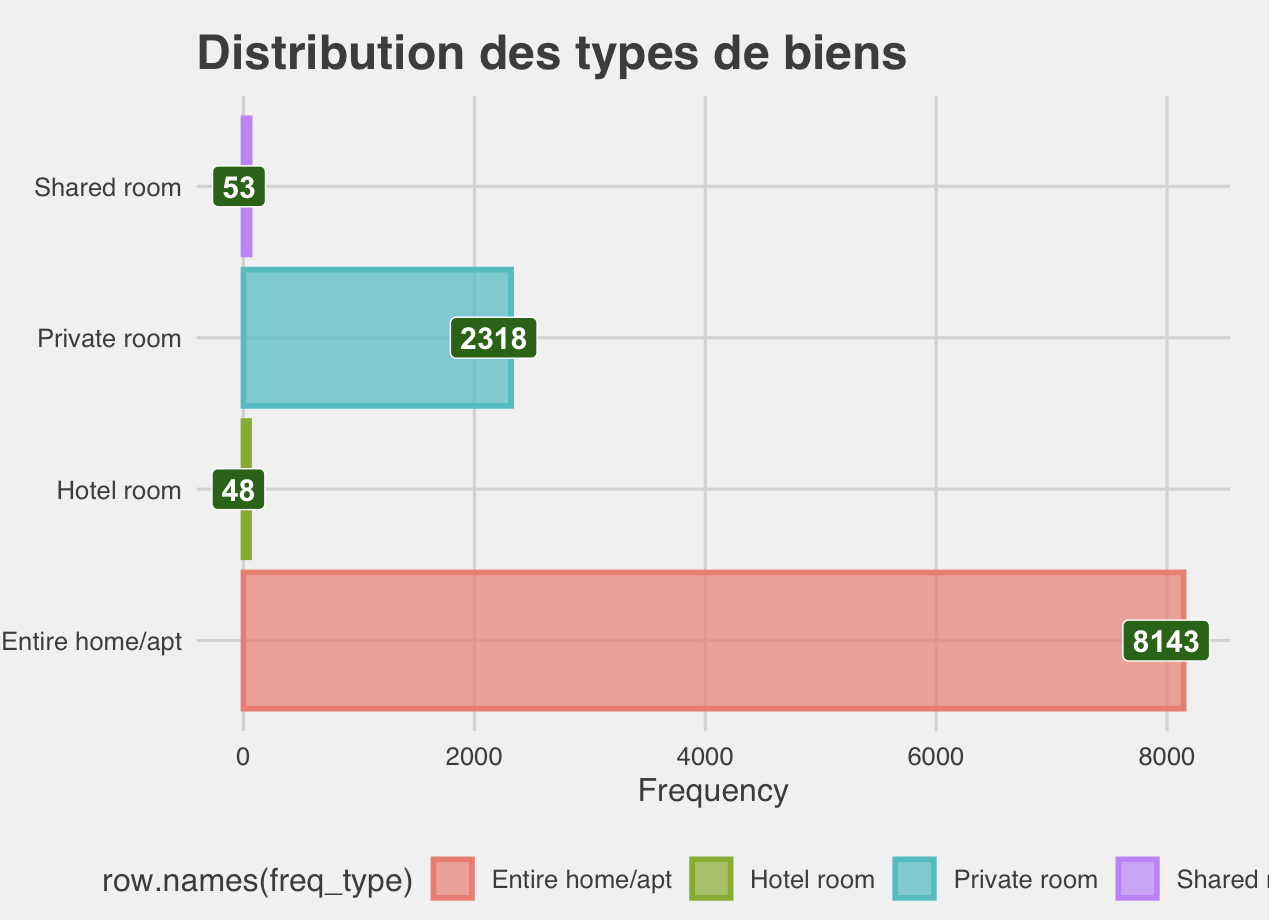 Distribution des types de biens
Shared room
53
Private room
2318
Hotel room
48
Entire home/apt
8143
0 2000 4000 6000 8000
Frequency
row.names(freq_type) Entire home/apt Hotel room Private room Shared